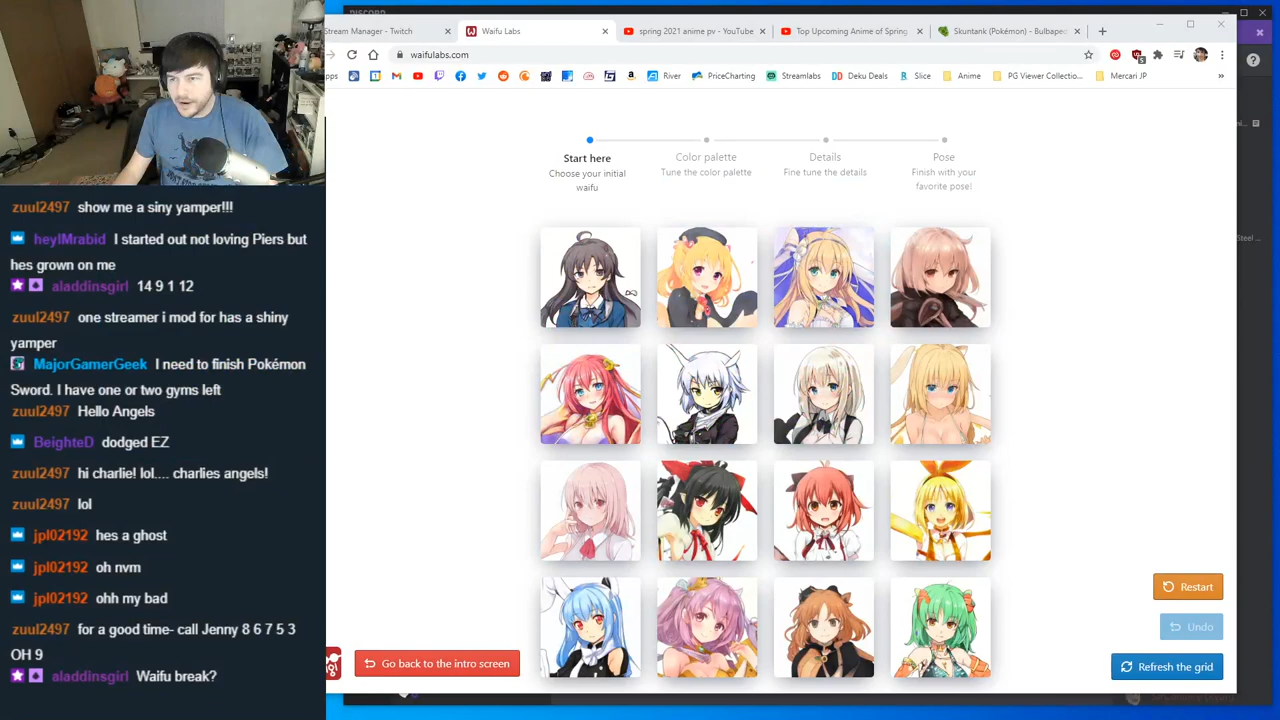 DISCORD
Stream Manager - Twitch
Waifu Labs
spring 2021 anime pv - YouTube
Top Upcoming Anime of Spring
Skuntank (Pokémon) - Bulbape
waifulabs.com
pps
River
PriceCharting
Streamlabs
DD Deku Deals
Slice
Anime
PG Viewer Collection...
Mercari JP
»
Start here
Choose your initial
waifu
Color palette
Tune the color palette
Details
Fine tune the details
Pose
Finish with your
favorite pose!
Steel ...
Restart
Undo
Refresh the grid
Go back to the intro screen
zuul2497 show me a siny yamper!!!
heyIMrabid I started out not loving Piers but
hes grown on me
aladdinsgirl 14 9 1 12
zuul2497 one streamer i mod for has a shiny
yamper
MajorGamerGeek I need to finish Pokémon
Sword. I have one or two gyms left
zuul2497 Hello Angels
BeighteD dodged EZ
zuul2497 hi charlie! lol.... charlies angels!
zuul2497 lol
jpl02192 hes a ghost
jpl02192 oh nvm
jpl02192 ohh my bad
zuul2497 for a good time- call Jenny 8 6 7 5 3
OH 9
aladdinsgirl Waifu break?